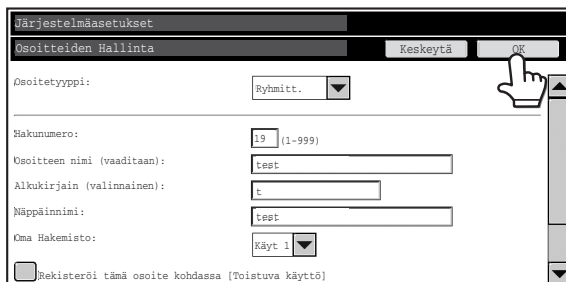 Järjestelmäasetukset
Osoitteiden Hallinta Keskeytä OK
Osoitetyyppi: Ryhmitt.
Hakunumero: 19 (1-999)
Osoitteen nimi (vaaditaan): test
Alkukirjain (valinnainen): t
Näppäinnimi: test
Oma Hakemisto: Käyt 1
Rekisteröi tämä osoite kohdassa [Toistuva käyttö]